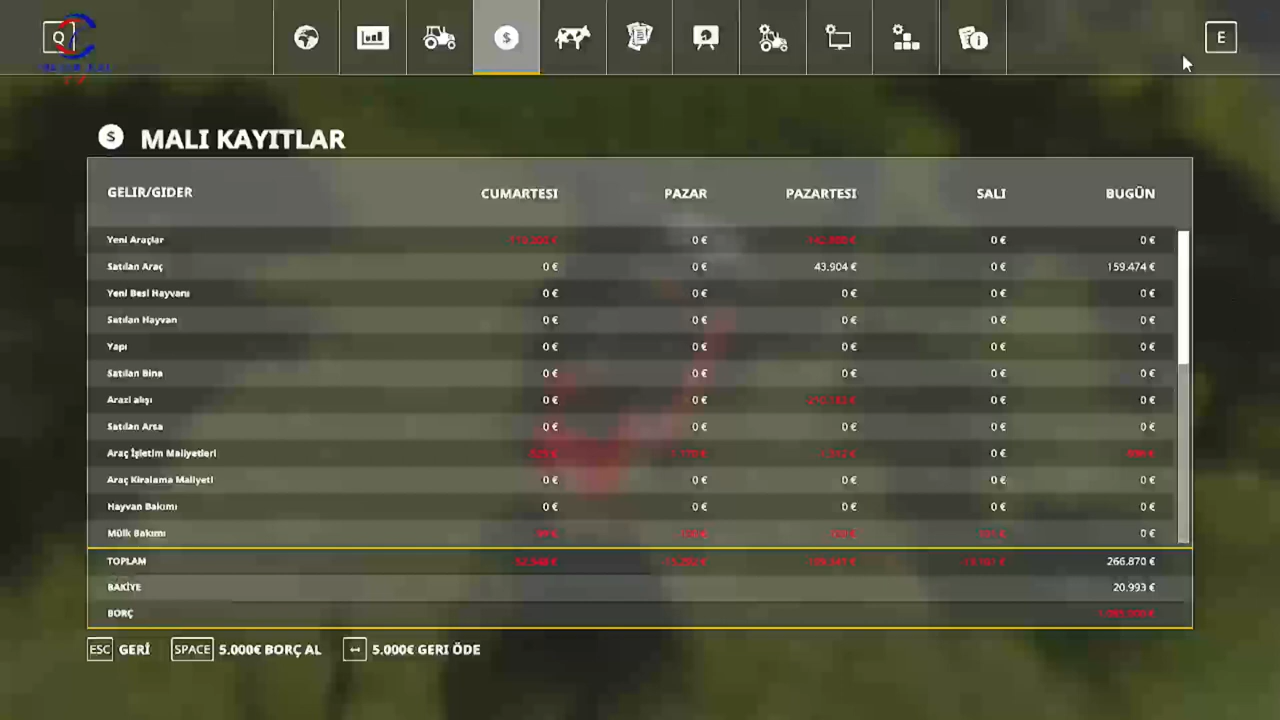 Q
E
MALI KAYITLAR
GELIR/GIDER CUMARTESI PAZAR PAZARTESI SALI BUGÜN
Yeni Araçlar 0 € 0 € 0 €
Satılan Araç 0 € 0 € 43.904 € 0 € 159.474 €
Yeni Besi Hayvanı 0 € 0 € 0 € 0 € 0 €
Satılan Hayvan 0 € 0 € 0 € 0 € 0 €
Yapı 0 € 0 € 0 € 0 € 0 €
Satılan Bina 0 € 0 € 0 € 0 € 0 €
Arazi alışı 0 € 0 € 0 € 0 €
Satılan Arsa 0 € 0 € 0 € 0 € 0 €
Araç İşletim Maliyetleri 0 €
Araç Kiralama Maliyeti 0 € 0 € 0 € 0 € 0 €
Hayvan Bakımı 0 € 0 € 0 € 0 € 0 €
Mülk Bakımı 0 €
TOPLAM 266.870 €
BAKİYE 20.993 €
BORÇ
ESC GERİ SPACE 5.000€ BORÇ AL ↔ 5.000€ GERI ÖDE